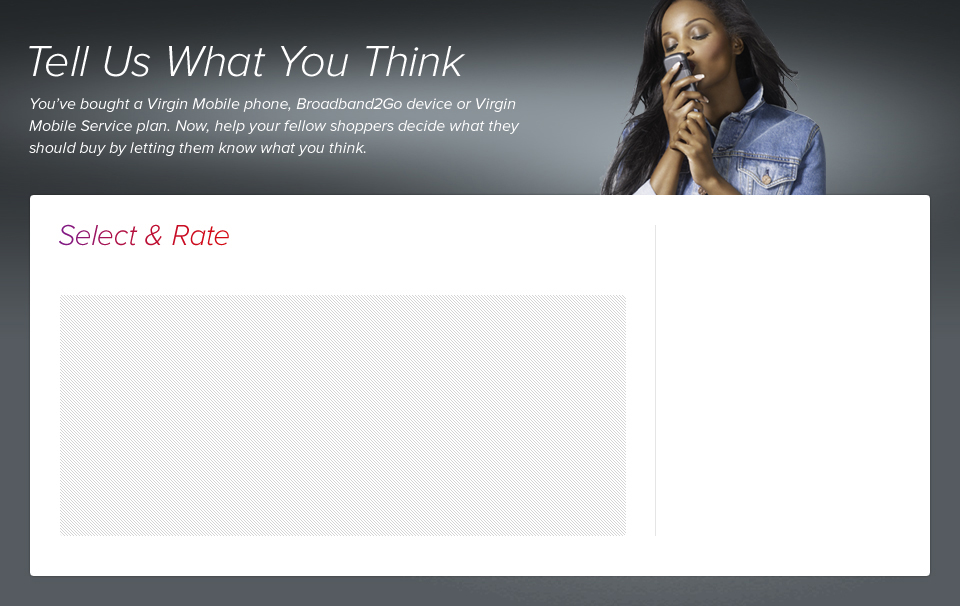 Tell Us What You Think
You've bought a Virgin Mobile phone, Broadband2Go device or Virgin
Mobile Service plan. Now, help your fellow shoppers decide what they
should buy by letting them know what you think.
Select & Rate